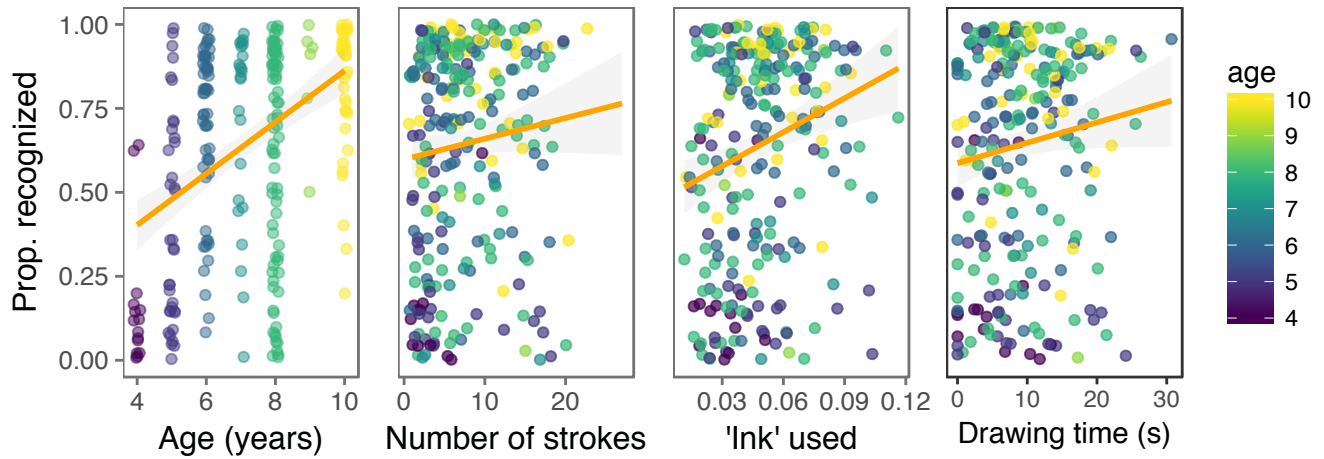 Prop. recognized
1.00
0.75
0.50
0.25
0.00
4 6 8 10
Age (years)
0 10 20
Number of strokes
0.03 0.06 0.09 0.12
'Ink' used
0 10 20 30
Drawing time (s)
age
10
9
8
7
6
5
4